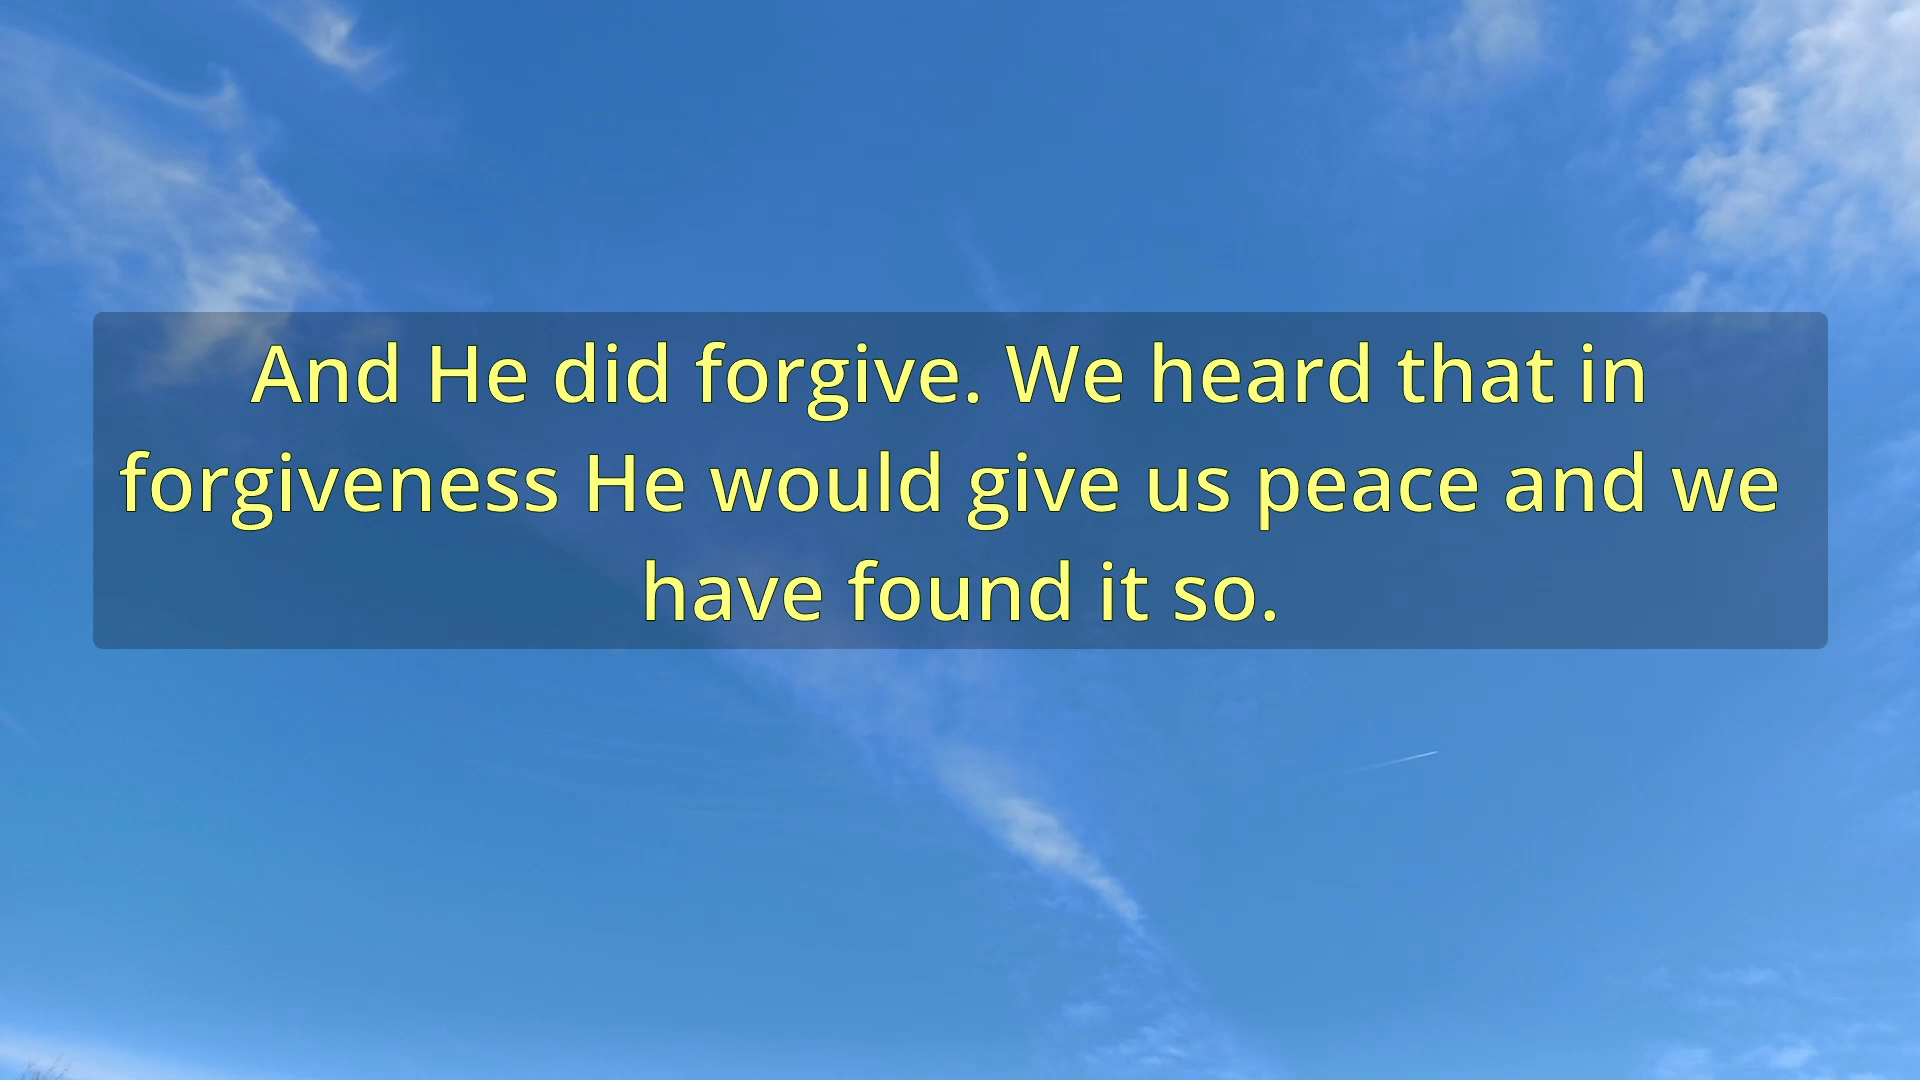 And He did forgive. We heard that in
forgiveness He would give us peace and we
have found it so.